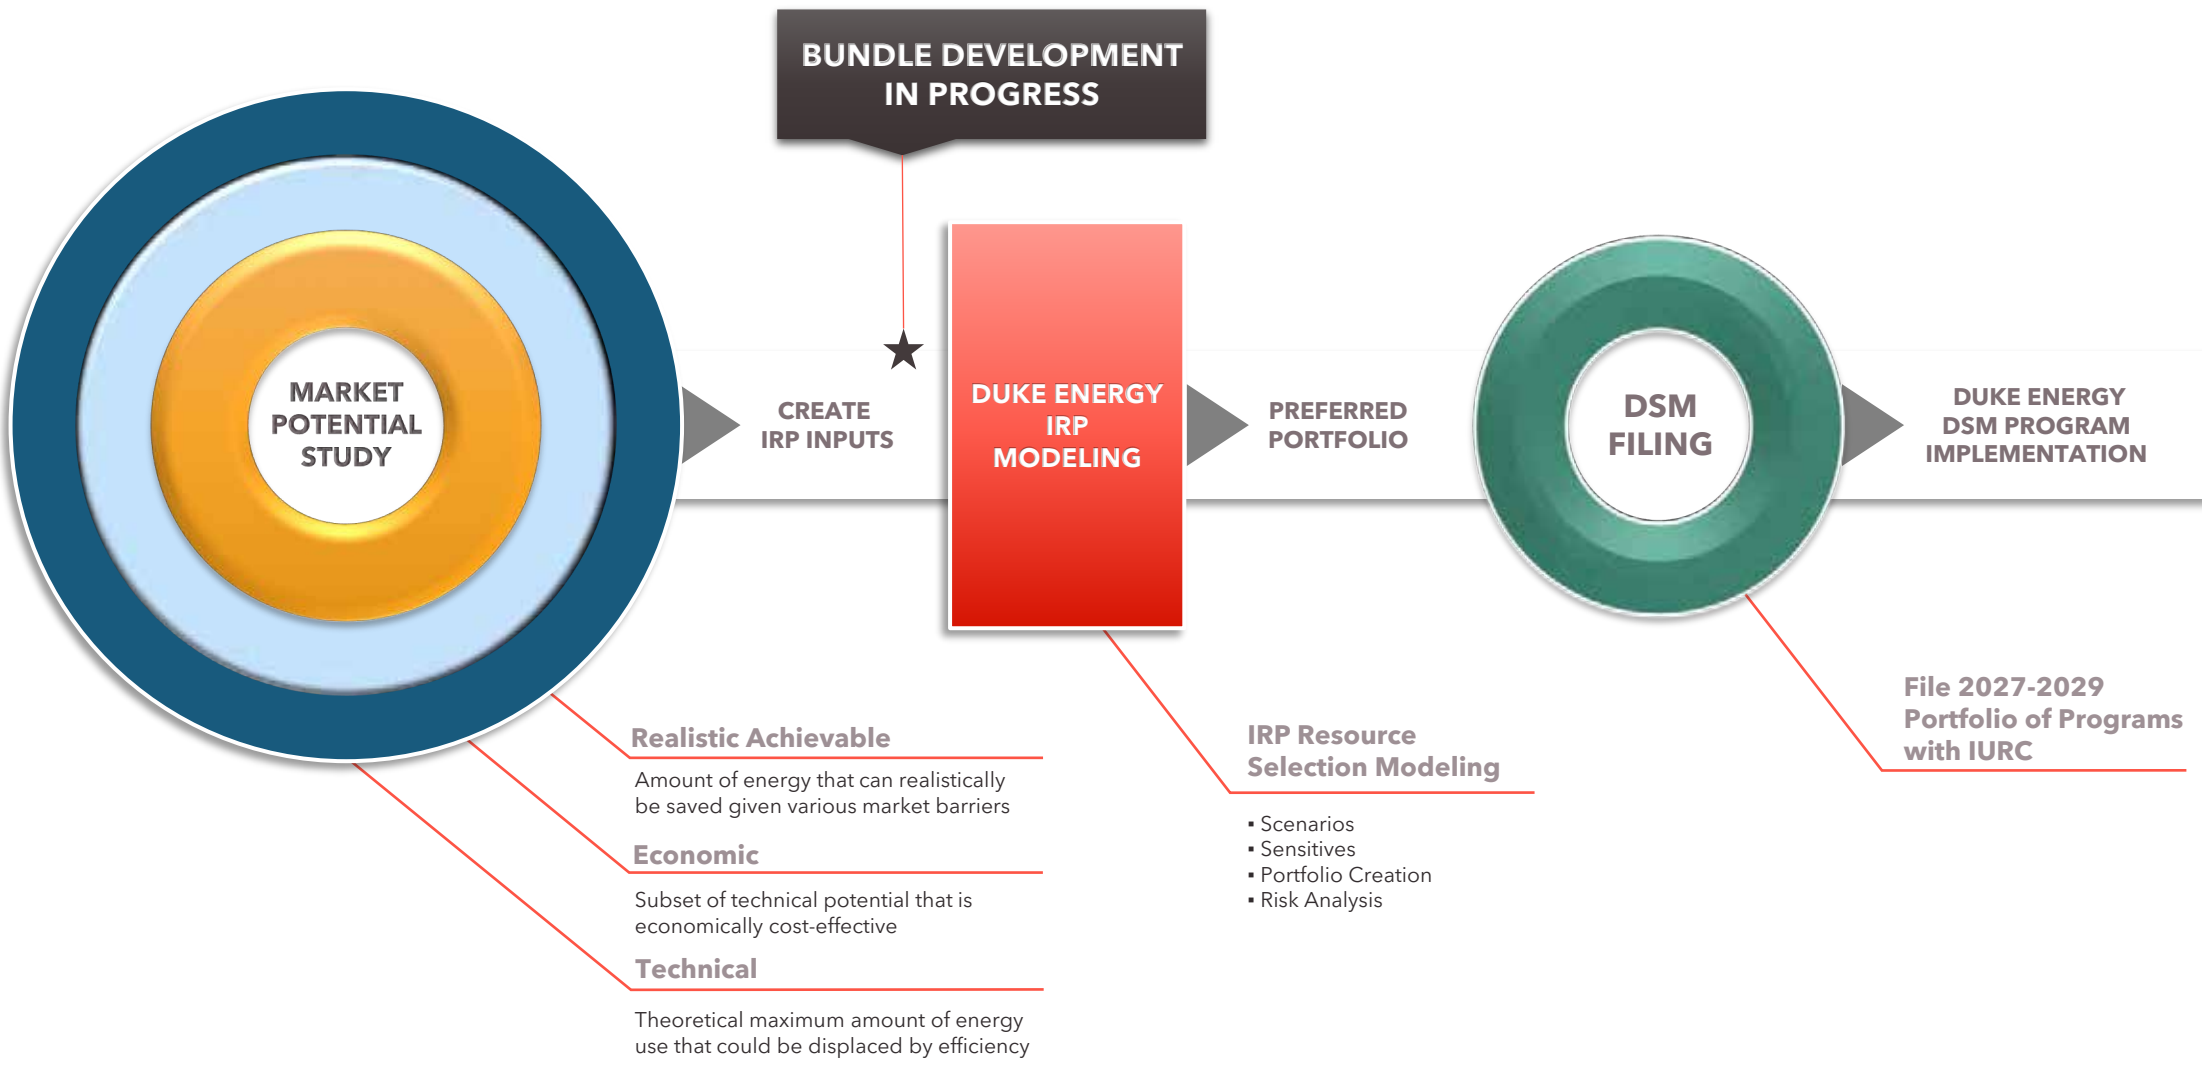 BUNDLE DEVELOPMENT
IN PROGRESS
MARKET
POTENTIAL
STUDY
CREATE
IRP INPUTS
DUKE ENERGY
IRP
MODELING
PREFERRED
PORTFOLIO
DSM
FILING
DUKE ENERGY
DSM PROGRAM
IMPLEMENTATION
Realistic Achievable
Amount of energy that can realistically
be saved given various market barriers
Economic
Subset of technical potential that is
economically cost-effective
Technical
Theoretical maximum amount of energy
use that could be displaced by efficiency
IRP Resource
Selection Modeling
▪ Scenarios
▪ Sensitives
▪ Portfolio Creation
▪ Risk Analysis
File 2027-2029
Portfolio of Programs
with IURC